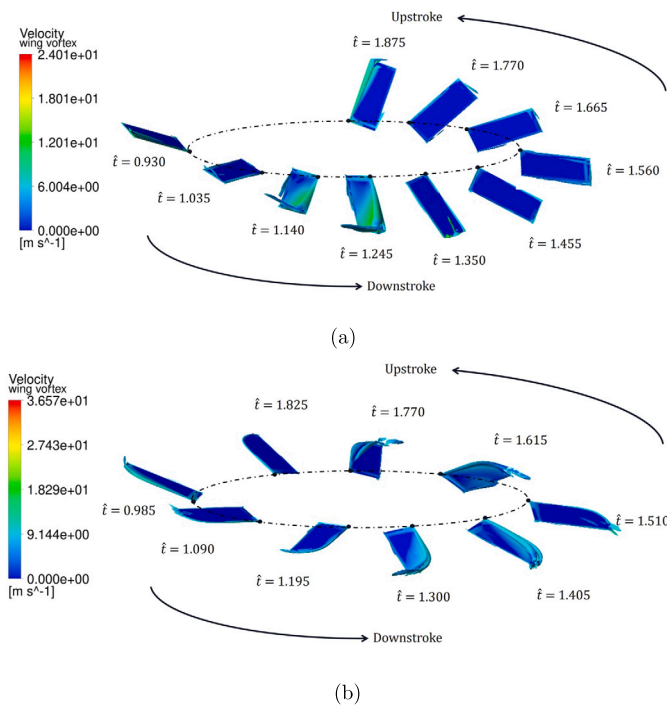 Upstroke
Velocity
wing vortex
2.401e+01
1.801e+01
1.201e+01
6.004e+00
0.000e+00
[m s^-1]
t̂ = 1.875
t̂ = 1.770
t̂ = 1.665
t̂ = 1.560
t̂ = 0.930
t̂ = 1.035
t̂ = 1.140
t̂ = 1.245
t̂ = 1.350
t̂ = 1.455
Downstroke
(a)
Upstroke
Velocity
wing vortex
3.657e+01
2.743e+01
1.829e+01
9.144e+00
0.000e+00
[m s^-1]
t̂ = 1.825
t̂ = 1.770
t̂ = 1.615
t̂ = 1.510
t̂ = 0.985
t̂ = 1.090
t̂ = 1.195
t̂ = 1.300
t̂ = 1.405
Downstroke
(b)